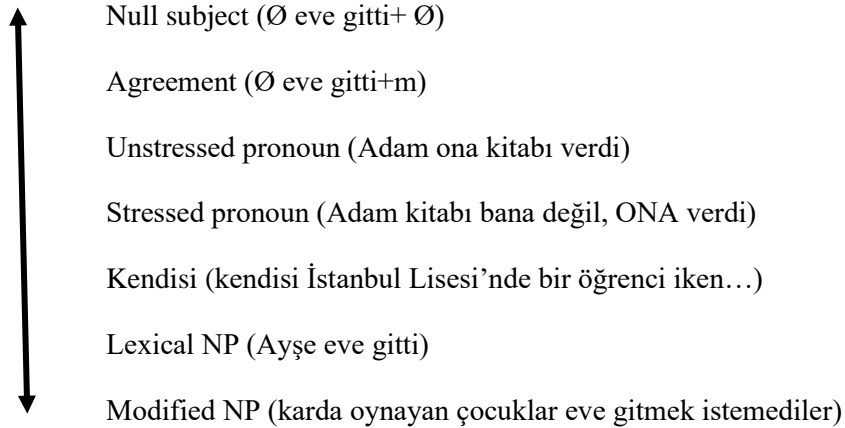 Null subject (Ø eve gitti+ Ø)
Agreement (Ø eve gitti+m)
Unstressed pronoun (Adam ona kitabı verdi)
Stressed pronoun (Adam kitabı bana değil, ONA verdi)
Kendisi (kendisi İstanbul Lisesi’nde bir öğrenci iken…)
Lexical NP (Ayşe eve gitti)
Modified NP (karda oynayan çocuklar eve gitmek istemediler)